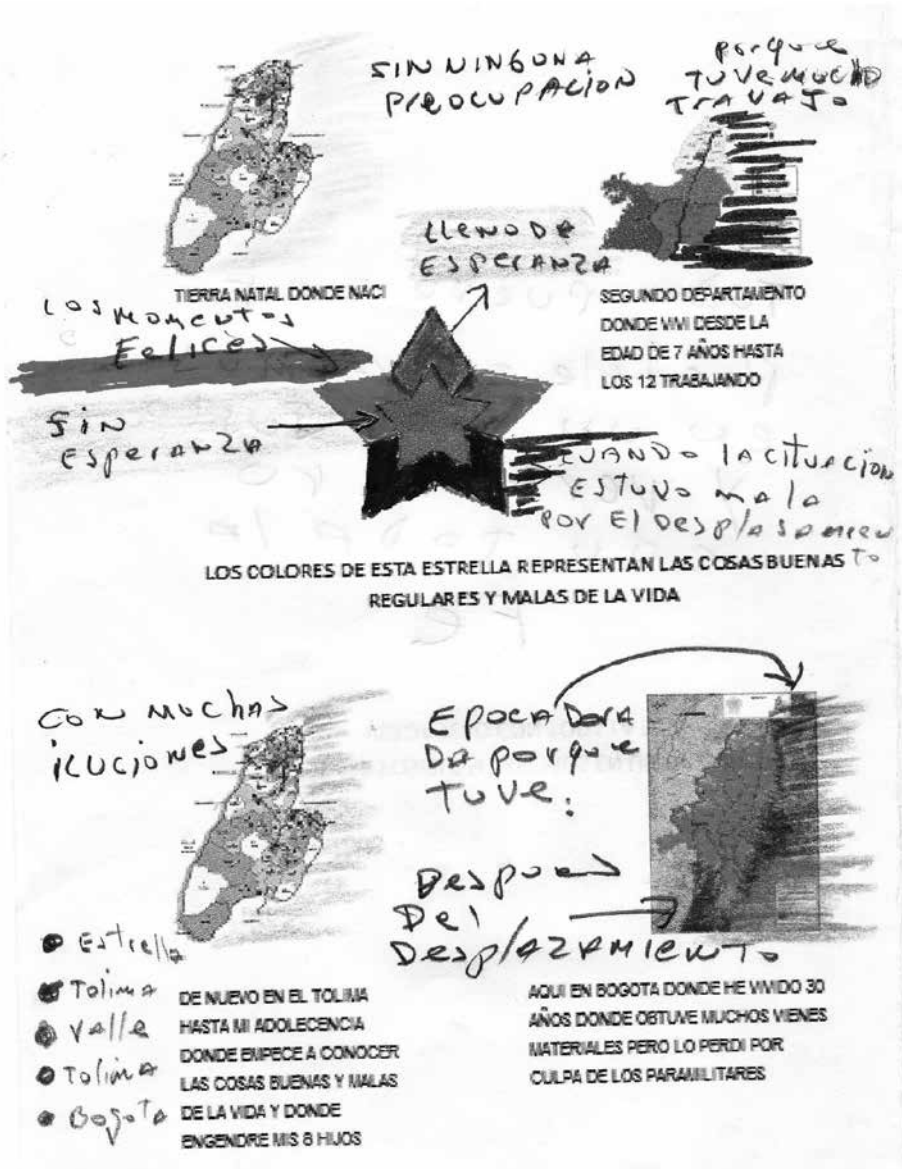 SIN NINGUNA
PREOCUPACION
porque
TUVE MUCHO
TRAVAJO
LLENO DE
ESPERANZA
TIERRA NATAL DONDE NACI
SEGUNDO DEPARTAMENTO
DONDE VIVI DESDE LA
EDAD DE 7 AÑOS HASTA
LOS 12 TRABAJANDO
LOS
MOMENTOS
FELICES
SIN
ESPERANZA
CUANDO LA CITUACION
ESTUVO MALA
POR El DESPLASAMIEN
TO
LOS COLORES DE ESTA ESTRELLA REPRESENTAN LAS COSAS BUENAS
REGULARES Y MALAS DE LA VIDA
CON MUCHAS
ILUCIONES
EPOCA DORA
DA porque
TUVE.
Despues
Del
DesplAZAMIENTO
Estrella
Tolima
Valle
Tolima
Bogota
DE NUEVO EN EL TOLIMA
HASTA MI ADOLECENCIA
DONDE EMPECE A CONOCER
LAS COSAS BUENAS Y MALAS
DE LA VIDA Y DONDE
ENGENDRE MIS 8 HIJOS
AQUI EN BOGOTA DONDE HE VIVIDO 30
AÑOS DONDE OBTUVE MUCHOS VIENES
MATERIALES PERO LO PERDI POR
CULPA DE LOS PARAMILITARES